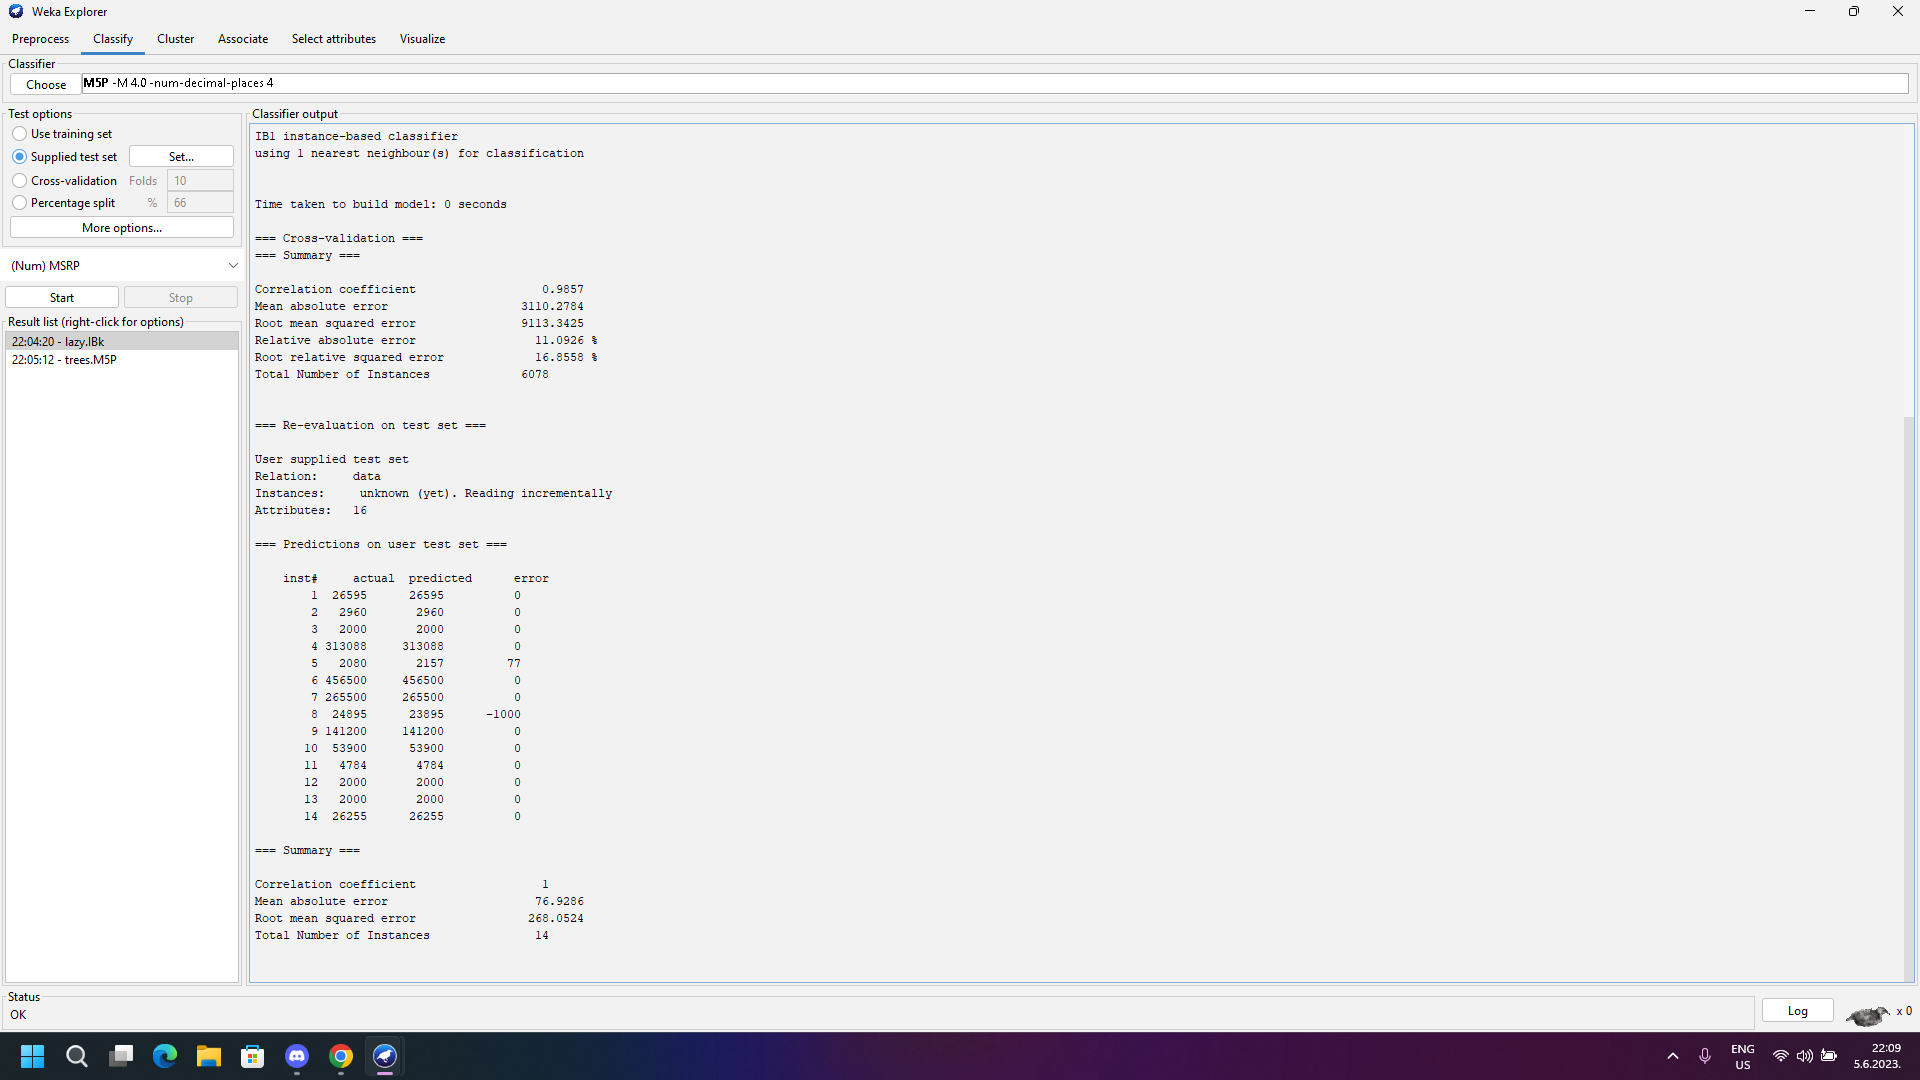 Weka Explorer
Preprocess Classify Cluster Associate Select attributes Visualize
Classifier
Choose M5P -M 4.0 -num-decimal-places 4
Test options
Use training set
Supplied test set Set...
Cross-validation Folds 10
Percentage split % 66
More options...
(Num) MSRP
Start Stop
Result list (right-click for options)
22:04:20 - lazy.IBk
22:05:12 - trees.M5P
Classifier output
IB1 instance-based classifier
using 1 nearest neighbour(s) for classification
Time taken to build model: 0 seconds
=== Cross-validation ===
=== Summary ===
Correlation coefficient 0.9857
Mean absolute error 3110.2784
Root mean squared error 9113.3425
Relative absolute error 11.0926 %
Root relative squared error 16.8558 %
Total Number of Instances 6078
=== Re-evaluation on test set ===
User supplied test set
Relation: data
Instances: unknown (yet). Reading incrementally
Attributes: 16
=== Predictions on user test set ===
inst# actual predicted error
1 26595 26595 0
2 2960 2960 0
3 2000 2000 0
4 313088 313088 0
5 2080 2157 77
6 456500 456500 0
7 265500 265500 0
8 24895 23895 -1000
9 141200 141200 0
10 53900 53900 0
11 4784 4784 0
12 2000 2000 0
13 2000 2000 0
14 26255 26255 0
=== Summary ===
Correlation coefficient 1
Mean absolute error 76.9286
Root mean squared error 268.0524
Total Number of Instances 14
Status
OK
Log x 0
ENG
US
22:09
5.6.2023.